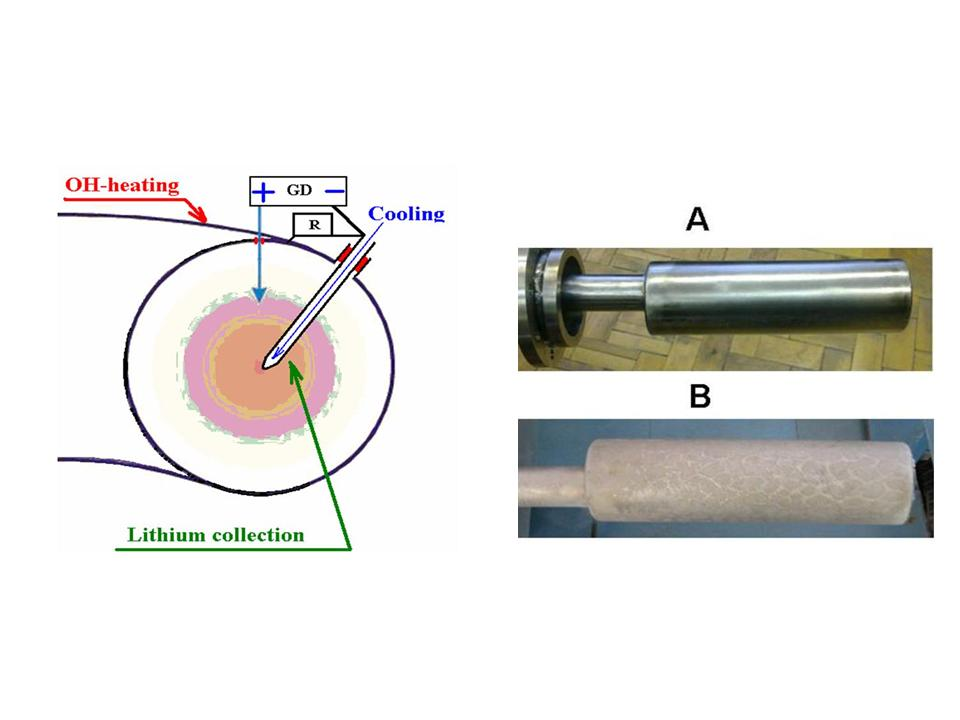 OH-heating
+ GD −
R
Cooling
Lithium collection
A
B